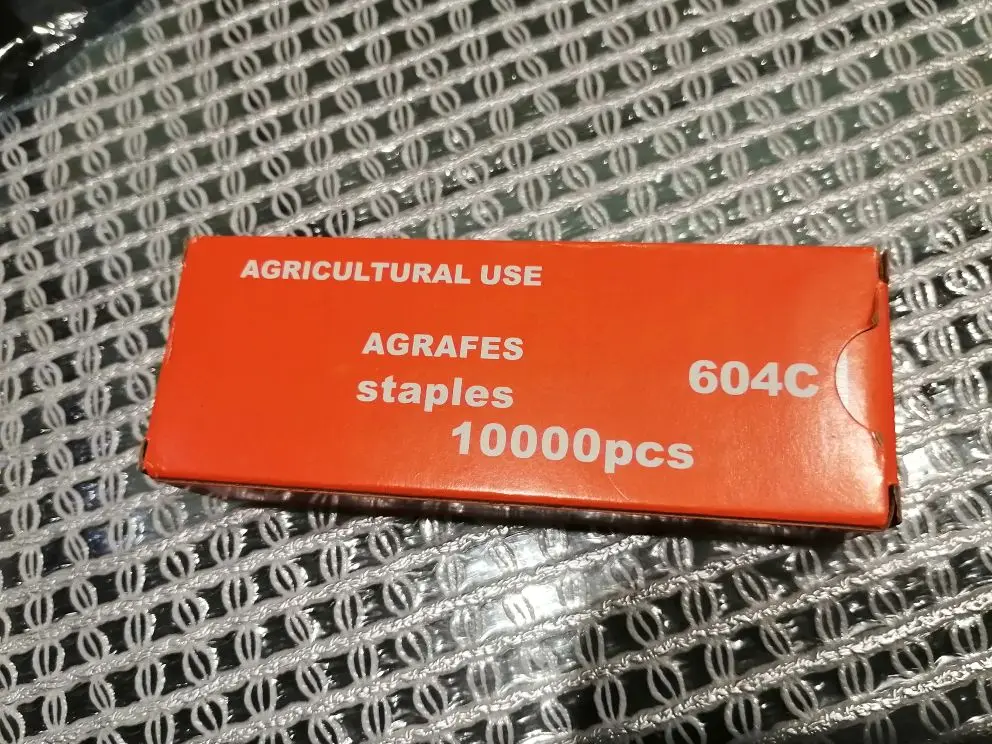 AGRICULTURAL USE
AGRAFES
staples
604C
10000pcs